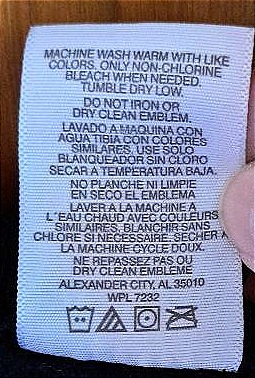 MACHINE WASH WARM WITH LIKE
COLORS. ONLY NON-CHLORINE
BLEACH WHEN NEEDED.
TUMBLE DRY LOW.
DO NOT IRON OR
DRY CLEAN EMBLEM.
LAVADO A MAQUINA CON
AGUA TIBIA CON COLORES
SIMILARES. USE SOLO
BLANQUEADOR SIN CLORO
SECAR A TEMPERATURA BAJA.
NO PLANCHE NI LIMPIE
EN SECO EL EMBLEMA
LAVER A LA MACHINE A
L´EAU CHAUD AVEC COULEURS
SIMILAIRES. BLANCHIR SANS
CHLORE SI NECESSAIRE. SECHER A
LA MACHINE CYCLE DOUX.
NE REPASSEZ PAS OU
DRY CLEAN EMBLEME
ALEXANDER CITY, AL 35010
WPL 7232